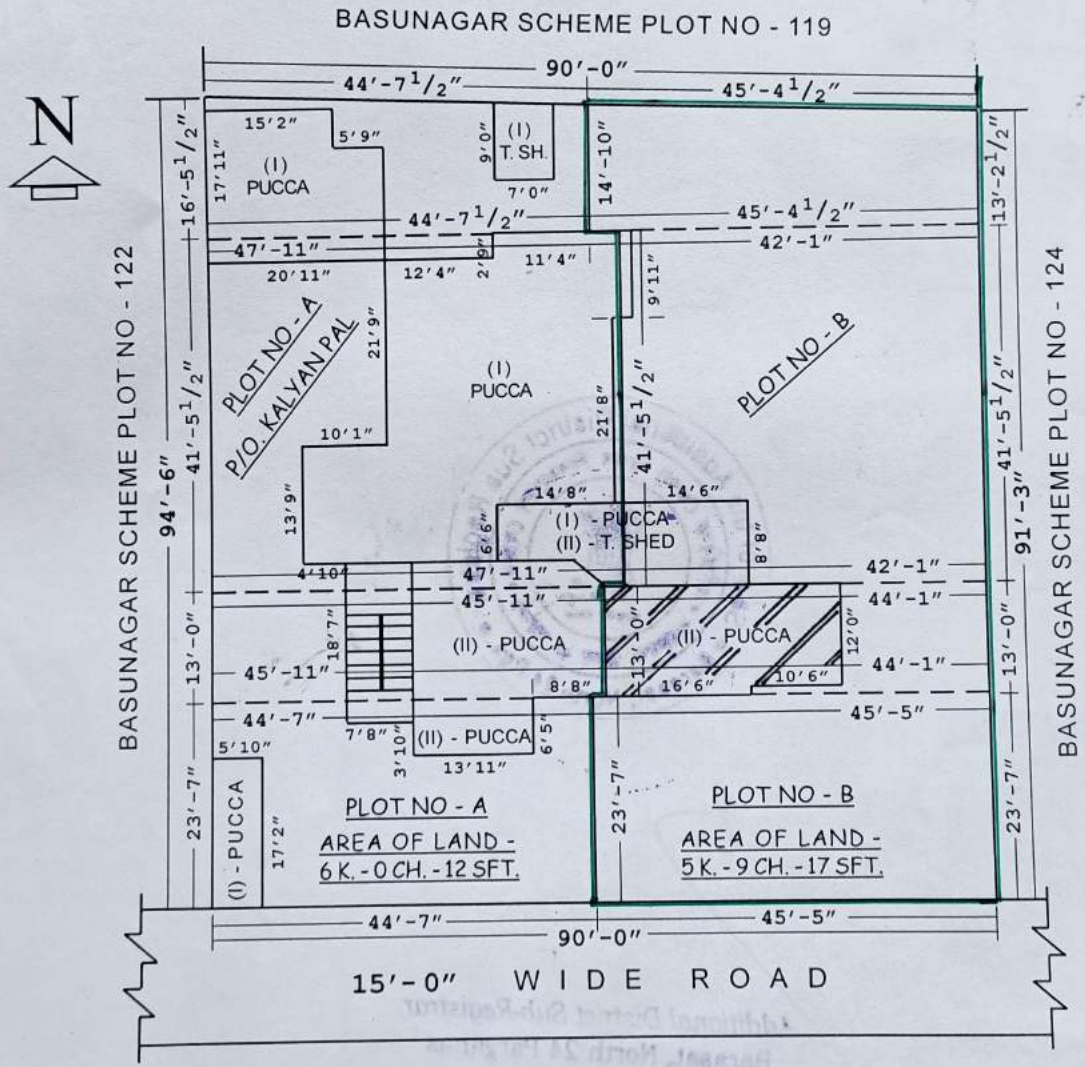 BASUNAGAR SCHEME PLOT NO - 119
90'-0"
44'-7 1/2"
45'-4 1/2"
N
15'2"
5'9"
9'0"
(I)
T. SH.
7'0"
14'-10"
16'-5 1/2"
17'11"
(I)
PUCCA
13'-2 1/2"
44'-7 1/2"
45'-4 1/2"
47'-11"
42'-1"
20'11"
12'4"
2'9"
11'4"
9'11"
BASUNAGAR SCHEME PLOT NO - 122
94'-6"
41'-5 1/2"
PLOT NO - A
P/O. KALYAN PAL
21'9"
(I)
PUCCA
21'8"
41'-5 1/2"
PLOT NO - B
41'-5 1/2"
91'-3"
BASUNAGAR SCHEME PLOT NO - 124
10'1"
13'9"
14'8"
14'6"
6'6"
(I) - PUCCA
(II) - T. SHED
8'8"
4'10"
47'-11"
42'-1"
45'-11"
44'-1"
13'-0"
18'7"
(II) - PUCCA
13'-0"
(II) - PUCCA
12'0"
13'-0"
45'-11"
44'-1"
8'8"
16'6"
10'6"
44'-7"
45'-5"
7'8"
3'10"
(II) - PUCCA
6'5"
13'11"
5'10"
23'-7"
(I) - PUCCA
17'2"
PLOT NO - A
AREA OF LAND -
6 K. - 0 CH. - 12 SFT.
23'-7"
PLOT NO - B
AREA OF LAND -
5 K. - 9 CH. - 17 SFT.
23'-7"
44'-7"
45'-5"
90'-0"
15'-0" WIDE ROAD
Additional District Sub-Registrar
Barasat, North 24 Parganas